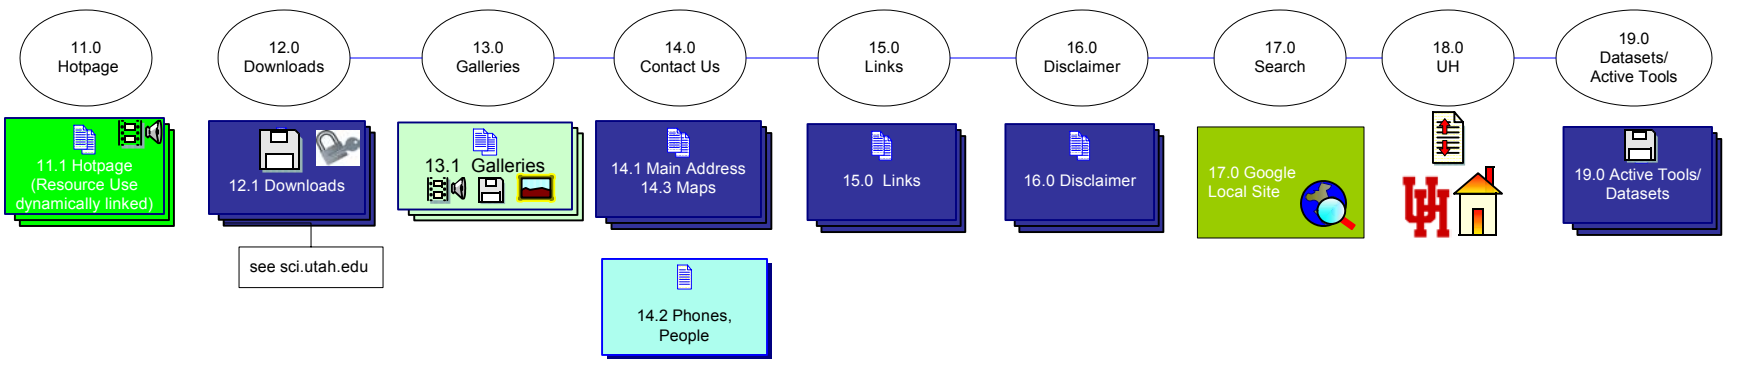 11.0
Hotpage
12.0
Downloads
13.0
Galleries
14.0
Contact Us
15.0
Links
16.0
Disclaimer
17.0
Search
18.0
UH
19.0
Datasets/
Active Tools
11.1 Hotpage
(Resource Use
dynamically linked)
12.1 Downloads
13.1 Galleries
14.1 Main Address
14.3 Maps
15.0 Links
16.0 Disclaimer
17.0 Google
Local Site
UH
19.0 Active Tools/
Datasets
see sci.utah.edu
14.2 Phones,
People